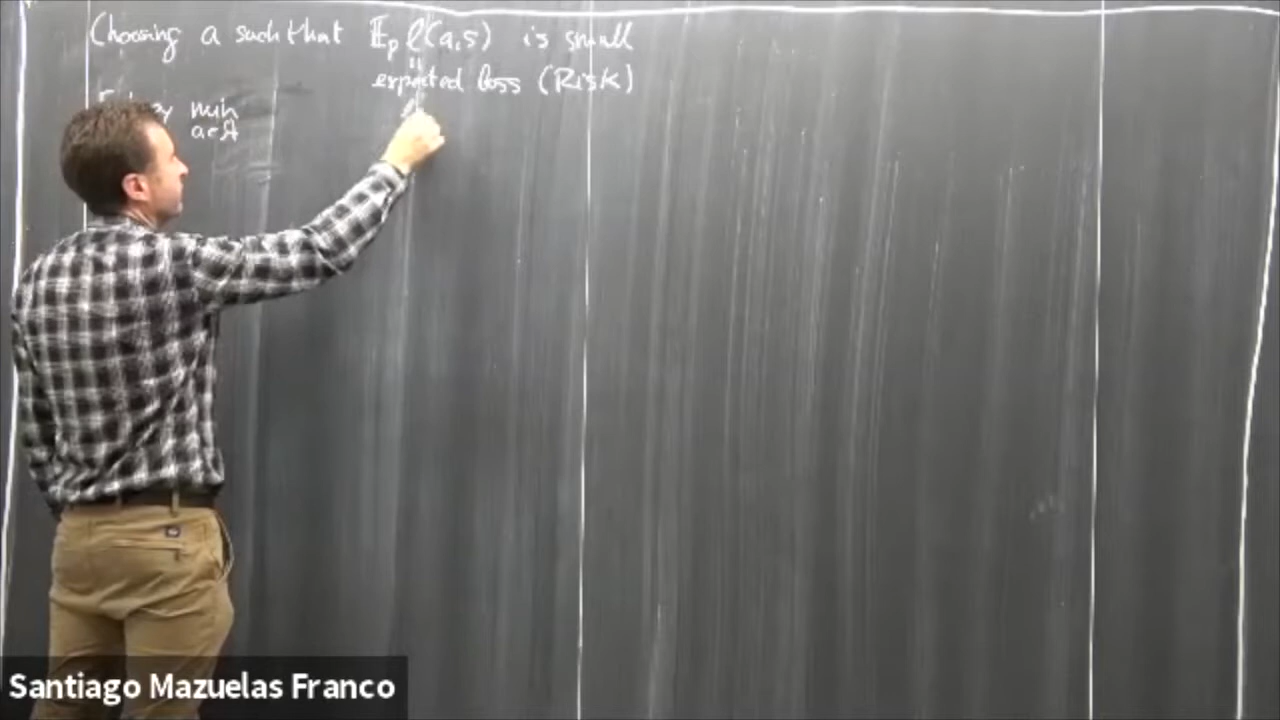 Choosing a such that 𝔼ₚ ℓ(a,s) is small
"
expected loss (Risk)
min
a∈A
Santiago Mazuelas Franco